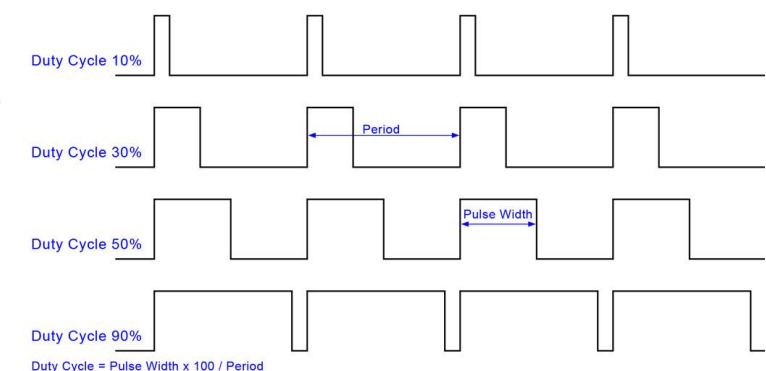 Duty Cycle 10%
Period
Duty Cycle 30%
Pulse Width
Duty Cycle 50%
Duty Cycle 90%
Duty Cycle = Pulse Width x 100 / Period